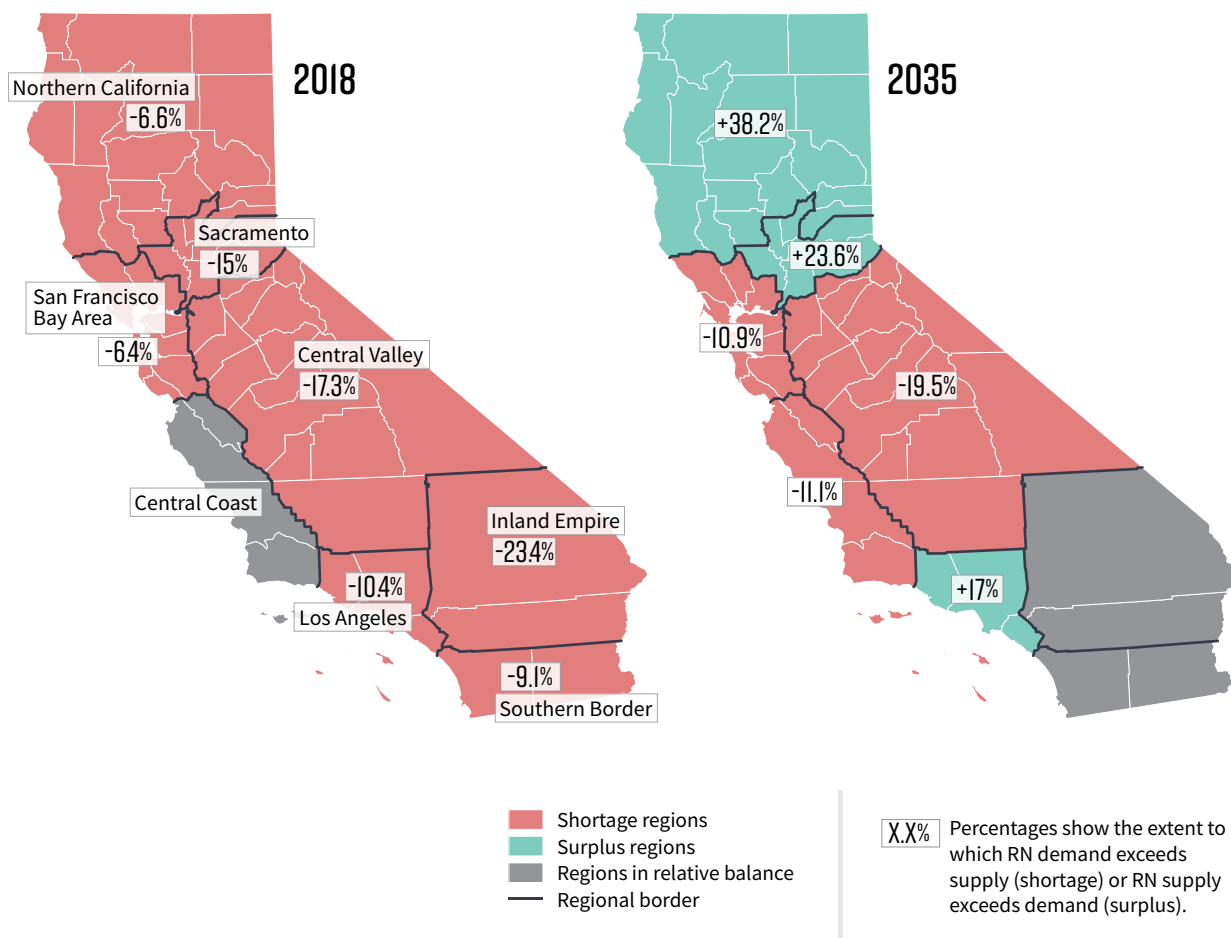 2018
Northern California
-6.6%
Sacramento
-15%
San Francisco
Bay Area
-6.4%
Central Valley
-17.3%
Central Coast
Inland Empire
-23.4%
-10.4%
Los Angeles
-9.1%
Southern Border
2035
+38.2%
+23.6%
-10.9%
-19.5%
-11.1%
+17%
Shortage regions
Surplus regions
Regions in relative balance
Regional border
X.X%
Percentages show the extent to
which RN demand exceeds
supply (shortage) or RN supply
exceeds demand (surplus).